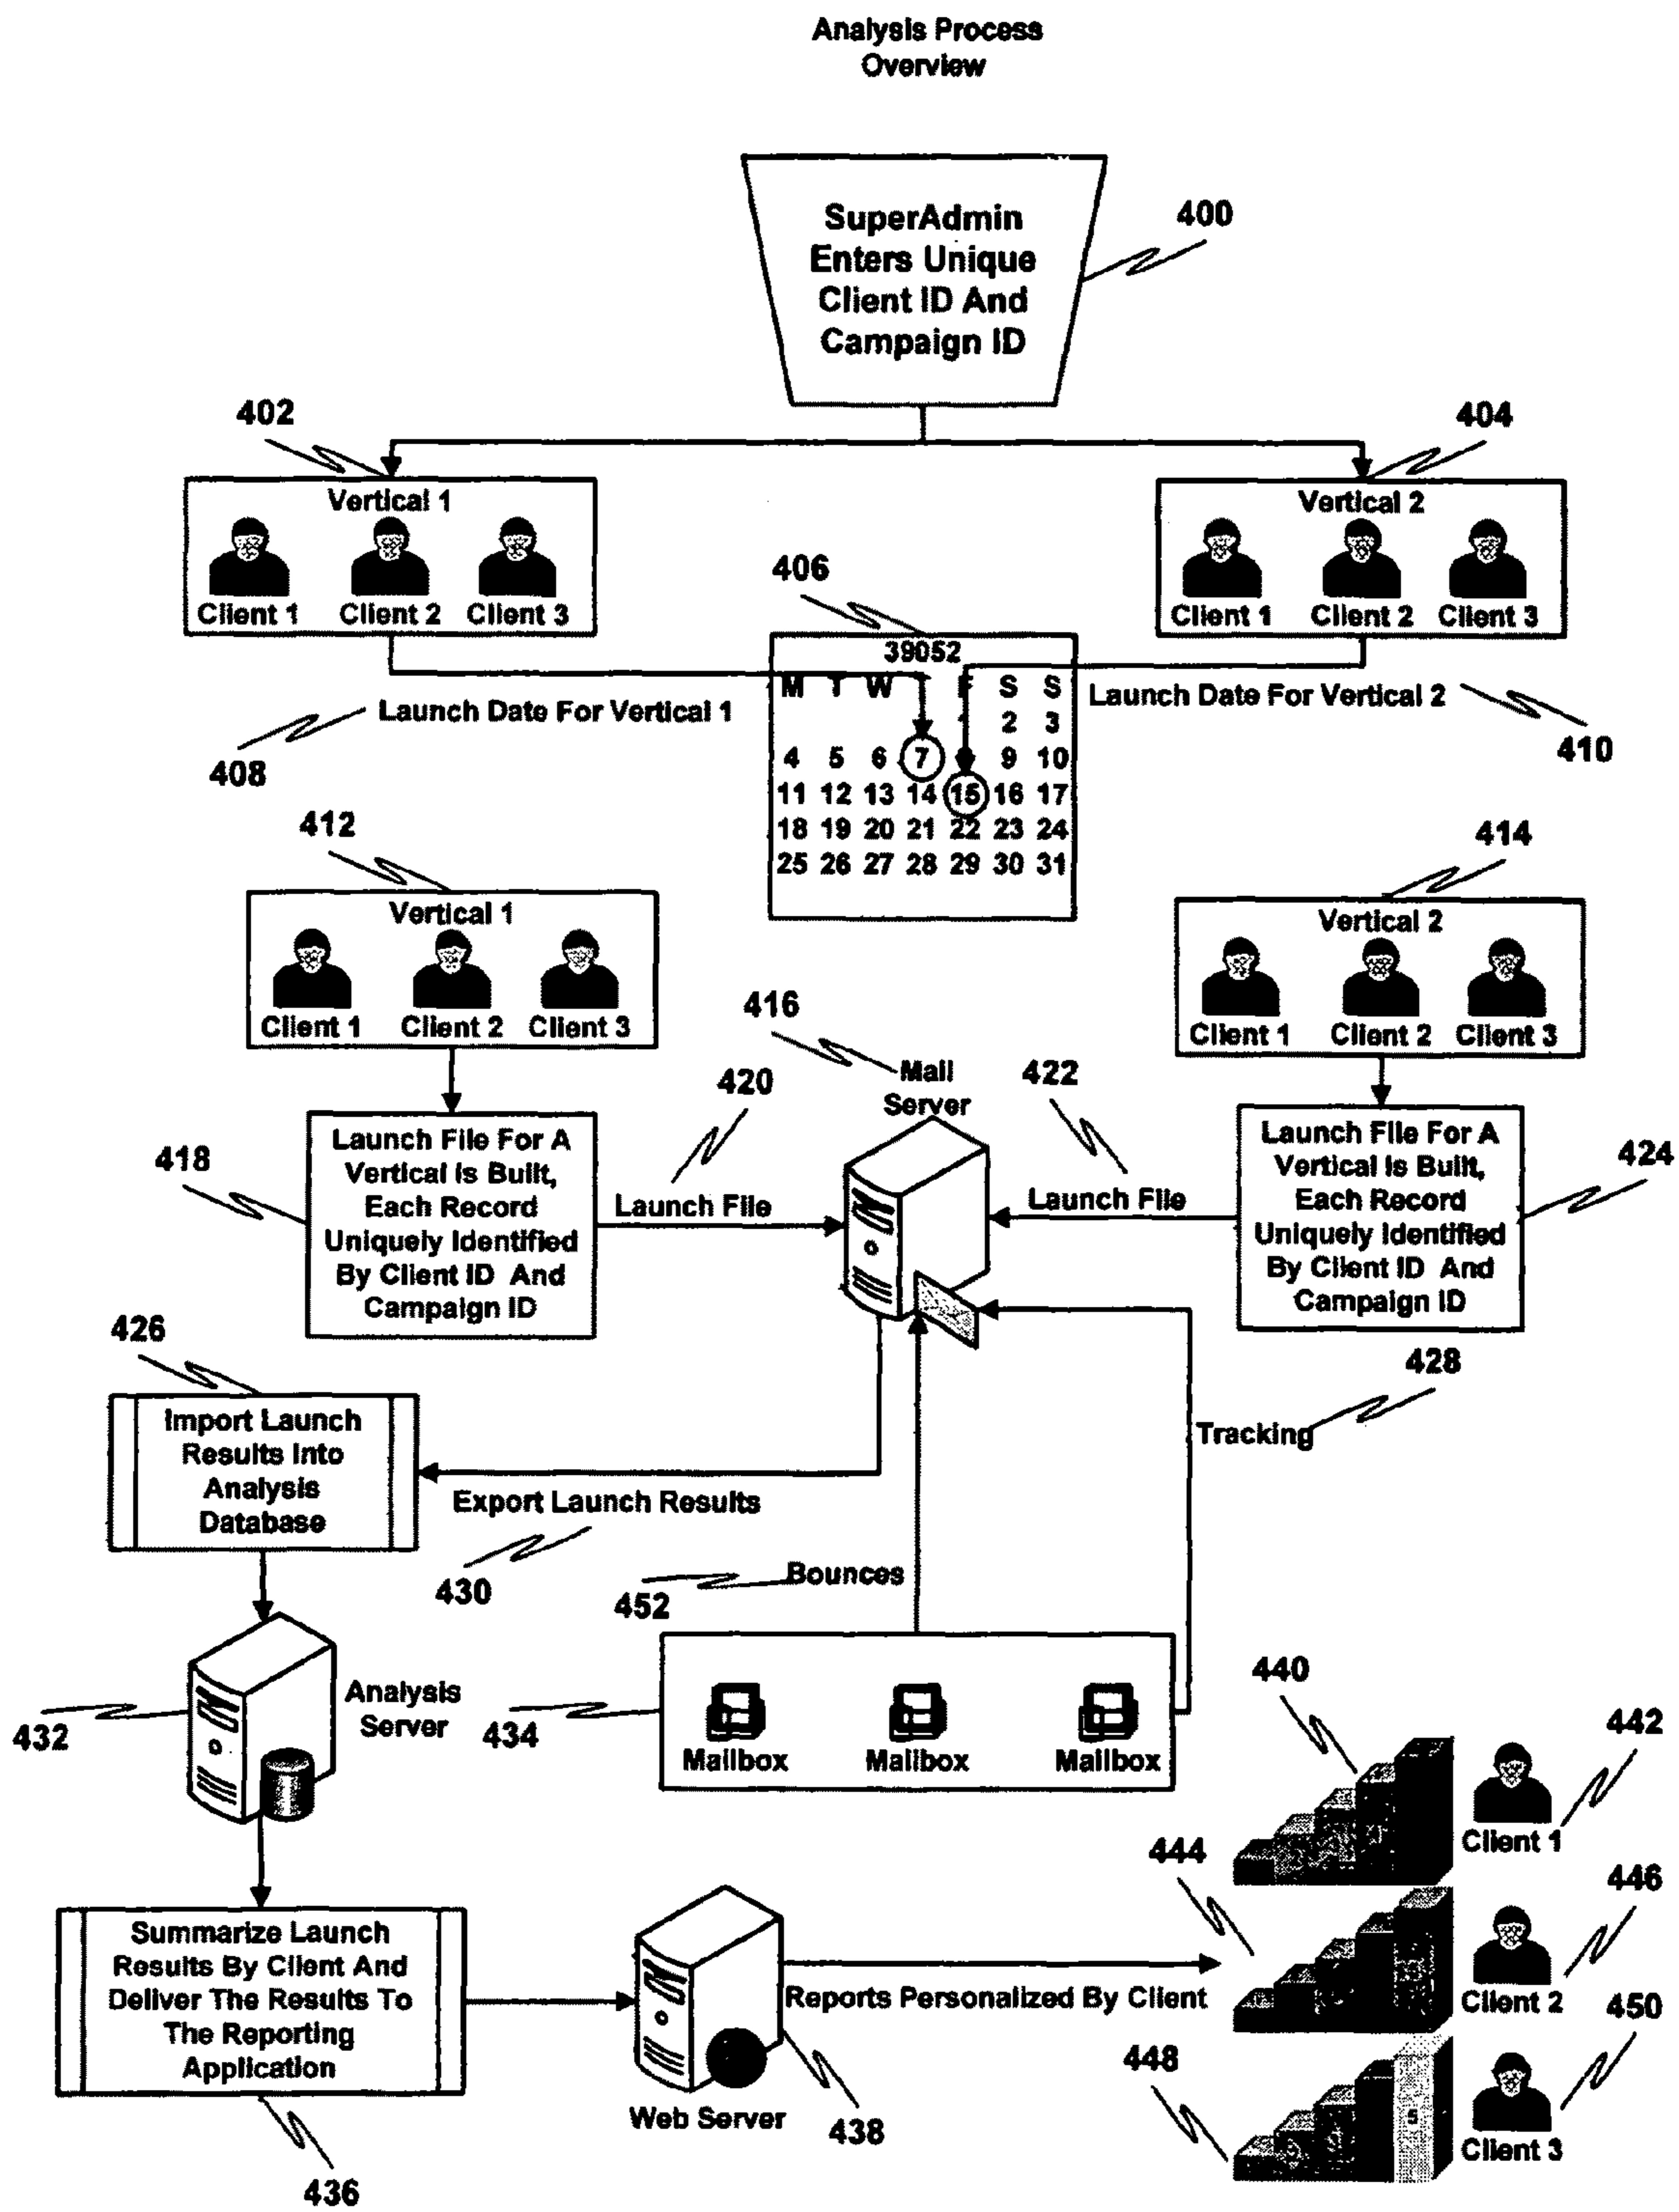 Analysis Process
Overview
SuperAdmin
Enters Unique
Client ID And
Campaign ID
400
402
404
Vertical 1
Client 1 Client 2 Client 3
Vertical 2
Client 1 Client 2 Client 3
406
39052
M T W F S S
2 3
4 5 6 7 9 10
11 12 13 14 15 16 17
18 19 20 21 22 23 24
25 26 27 28 29 30 31
Launch Date For Vertical 1
408
Launch Date For Vertical 2
410
412
Vertical 1
Client 1 Client 2 Client 3
414
Vertical 2
Client 1 Client 2 Client 3
416
Mail
Server
418
Launch File For A
Vertical Is Built,
Each Record
Uniquely Identified
By Client ID And
Campaign ID
420
Launch File
422
Launch File
Launch File For A
Vertical Is Built,
Each Record
Uniquely Identified
By Client ID And
Campaign ID
424
426
Import Launch
Results Into
Analysis
Database
428
Tracking
Export Launch Results
430
Bounces
452
432
Analysis
Server
434
Mailbox Mailbox Mailbox
440
442
Client 1
444
446
Client 2
448
450
5
Client 3
Summarize Launch
Results By Client And
Deliver The Results To
The Reporting
Application
436
Web Server
438
Reports Personalized By Client